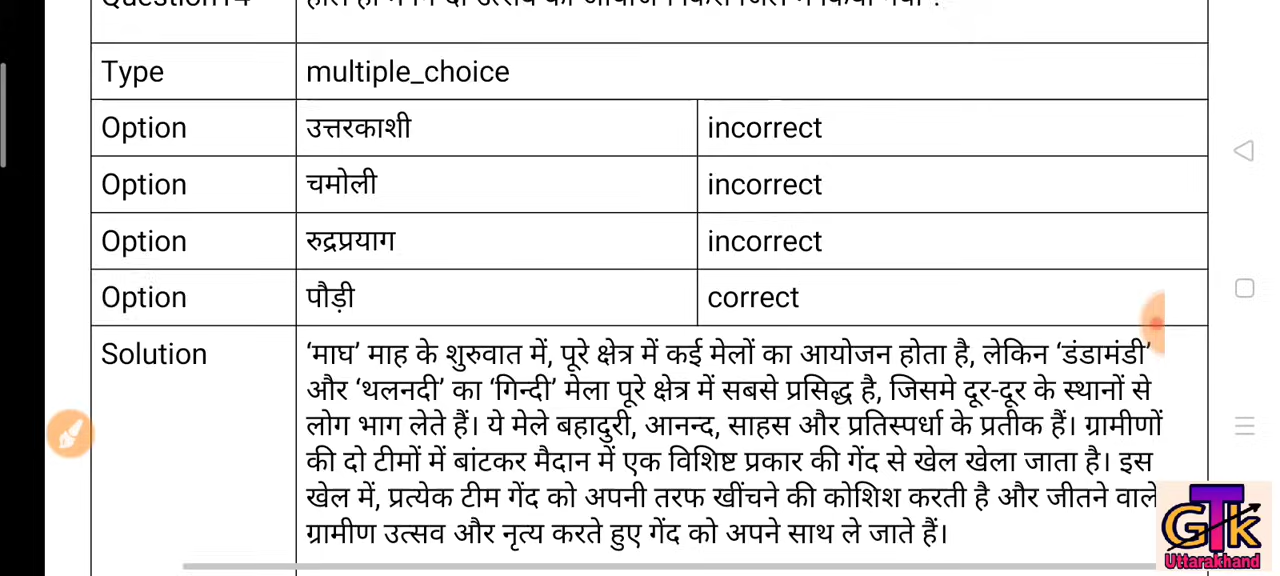 Type multiple_choice
Option उत्तरकाशी incorrect
Option चमोली incorrect
Option रुद्रप्रयाग incorrect
Option पौड़ी correct
Solution ‘माघ’ माह के शुरुवात में, पूरे क्षेत्र में कई मेलों का आयोजन होता है, लेकिन ‘डंडामंडी’
और ‘थलनदी’ का ‘गिन्दी’ मेला पूरे क्षेत्र में सबसे प्रसिद्ध है, जिसमे दूर-दूर के स्थानों से
लोग भाग लेते हैं। ये मेले बहादुरी, आनन्द, साहस और प्रतिस्पर्धा के प्रतीक हैं। ग्रामीणों
की दो टीमों में बांटकर मैदान में एक विशिष्ट प्रकार की गेंद से खेल खेला जाता है। इस
खेल में, प्रत्येक टीम गेंद को अपनी तरफ खींचने की कोशिश करती है और जीतने वाले
ग्रामीण उत्सव और नृत्य करते हुए गेंद को अपने साथ ले जाते हैं।
GTK
Uttarakhand